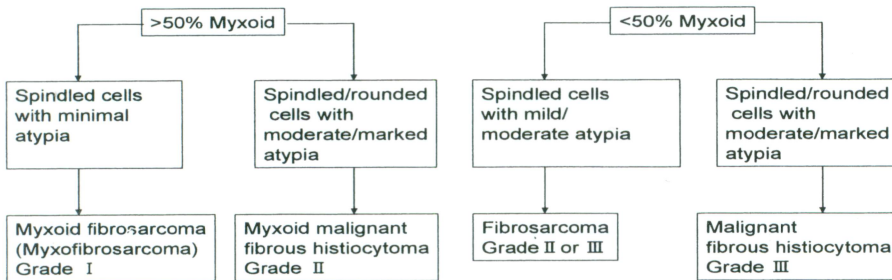 >50% Myxoid
Spindled cells
with minimal
atypia
Spindled/rounded
cells with
moderate/marked
atypia
Myxoid fibrosarcoma
(Myxofibrosarcoma)
Grade Ⅰ
Myxoid malignant
fibrous histiocytoma
Grade Ⅱ
<50% Myxoid
Spindled cells
with mild/
moderate atypia
Spindled/rounded
cells with
moderate/marked
atypia
Fibrosarcoma
Grade Ⅱ or Ⅲ
Malignant
fibrous histiocytoma
Grade Ⅲ